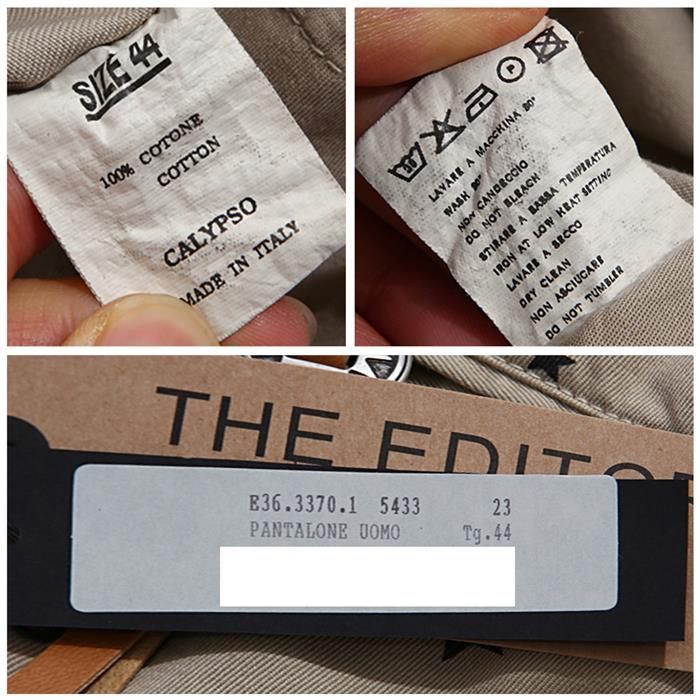 SIZE 44
100% COTONE
COTTON
CALYPSO
MADE IN ITALY
P
LAVARE A MACCHINA 30°
WASH 30°
NON CANDEGGIO
DO NOT BLEACH
STIRARE A BASSA TEMPERATURA
IRON AT LOW HEAT SETTING
LAVARE A SECCO
DRY CLEAN
NON ASCIUCARE
DO NOT TUMBLER
THE EDITO
E36.3370.1 5433 23
PANTALONE UOMO Tg.44